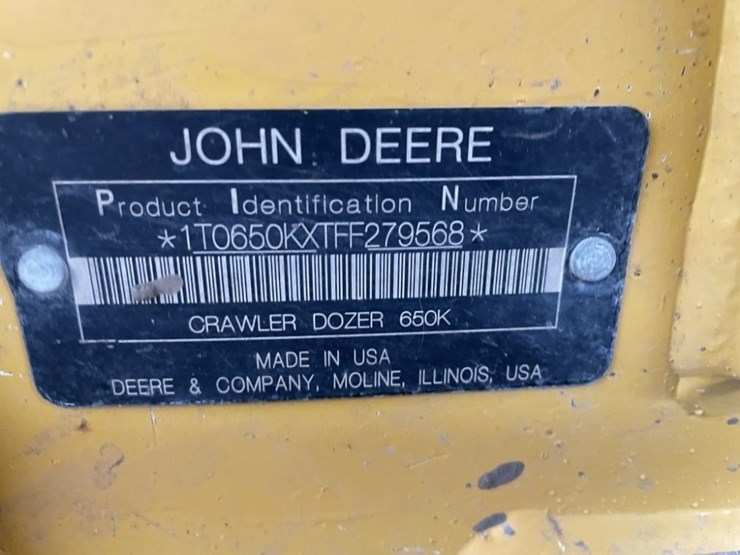 JOHN DEERE
Product Identification Number
*1T0650KXTFF279568*
CRAWLER DOZER 650K
MADE IN USA
DEERE & COMPANY, MOLINE, ILLINOIS, USA